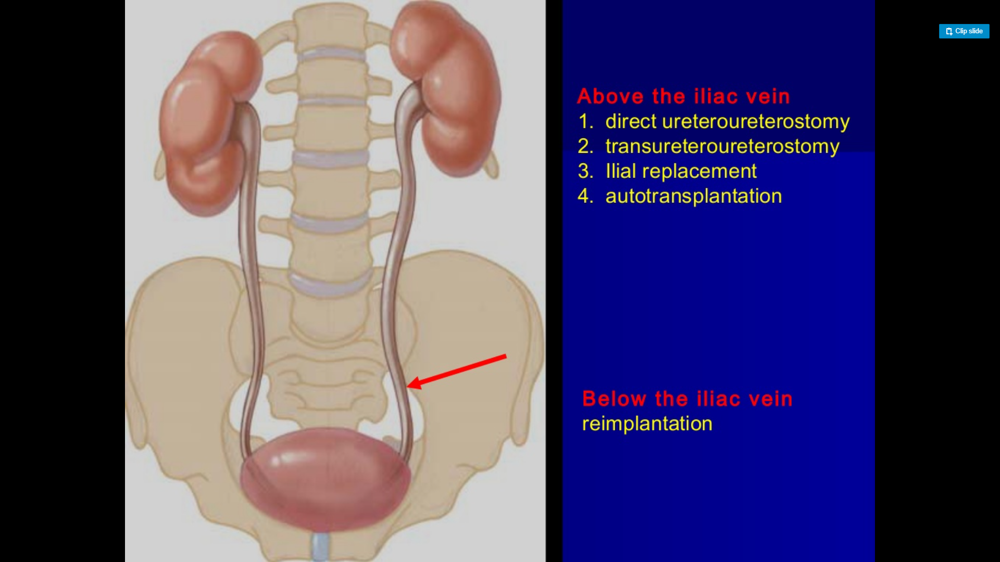 Clip slide
Above the iliac vein
1. direct ureteroureterostomy
2. transureteroureterostomy
3. Ilial replacement
4. autotransplantation
Below the iliac vein
reimplantation